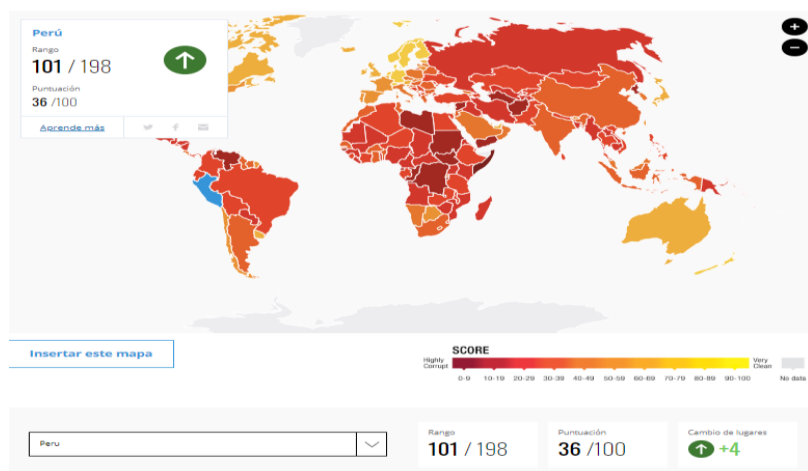 Perú
Rango
101 / 198
Puntuación
36 /100
Aprende más
+
−
Insertar este mapa
SCORE
Highly Corrupt
Very Clean
0-9 10-19 20-29 30-39 40-49 50-59 60-69 70-79 80-89 90-100 No data
Peru
Rango
101 / 198
Puntuación
36 /100
Cambio de lugares
+4